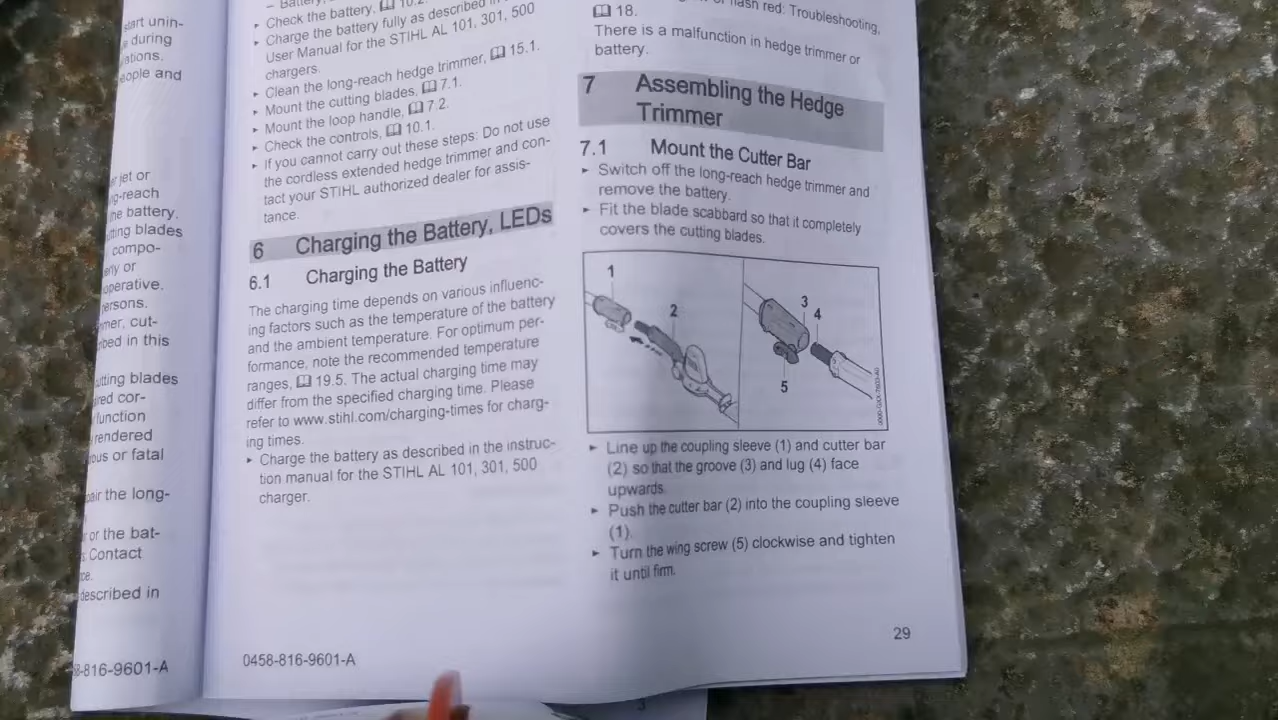 start unin-
during
ations.
eople and
jet or
g-reach
he battery.
tting blades
compo-
erly or
operative.
ersons.
mer, cut-
ibed in this
utting blades
red cor-
function
rendered
ous or fatal
pair the long-
or the bat-
Contact
ce.
described in
8-816-9601-A
– Battery,
▸ Check the battery, 10.2.
▸ Charge the battery fully as described in
User Manual for the STIHL AL 101, 301, 500
chargers.
▸ Clean the long-reach hedge trimmer, 15.1.
▸ Mount the cutting blades, 7.1.
▸ Mount the loop handle, 7.2.
▸ Check the controls, 10.1.
▸ If you cannot carry out these steps: Do not use
the cordless extended hedge trimmer and con-
tact your STIHL authorized dealer for assis-
tance.
6 Charging the Battery, LEDs
6.1 Charging the Battery
The charging time depends on various influenc-
ing factors such as the temperature of the battery
and the ambient temperature. For optimum per-
formance, note the recommended temperature
ranges, 19.5. The actual charging time may
differ from the specified charging time. Please
refer to www.stihl.com/charging-times for charg-
ing times.
▸ Charge the battery as described in the instruc-
tion manual for the STIHL AL 101, 301, 500
charger.
0458-816-9601-A
flash red: Troubleshooting,
18.
There is a malfunction in hedge trimmer or
battery.
7 Assembling the Hedge
Trimmer
7.1 Mount the Cutter Bar
▸ Switch off the long-reach hedge trimmer and
remove the battery.
▸ Fit the blade scabbard so that it completely
covers the cutting blades.
1
2
3
4
5
▸ Line up the coupling sleeve (1) and cutter bar
(2) so that the groove (3) and lug (4) face
upwards.
▸ Push the cutter bar (2) into the coupling sleeve
(1).
▸ Turn the wing screw (5) clockwise and tighten
it until firm.
29